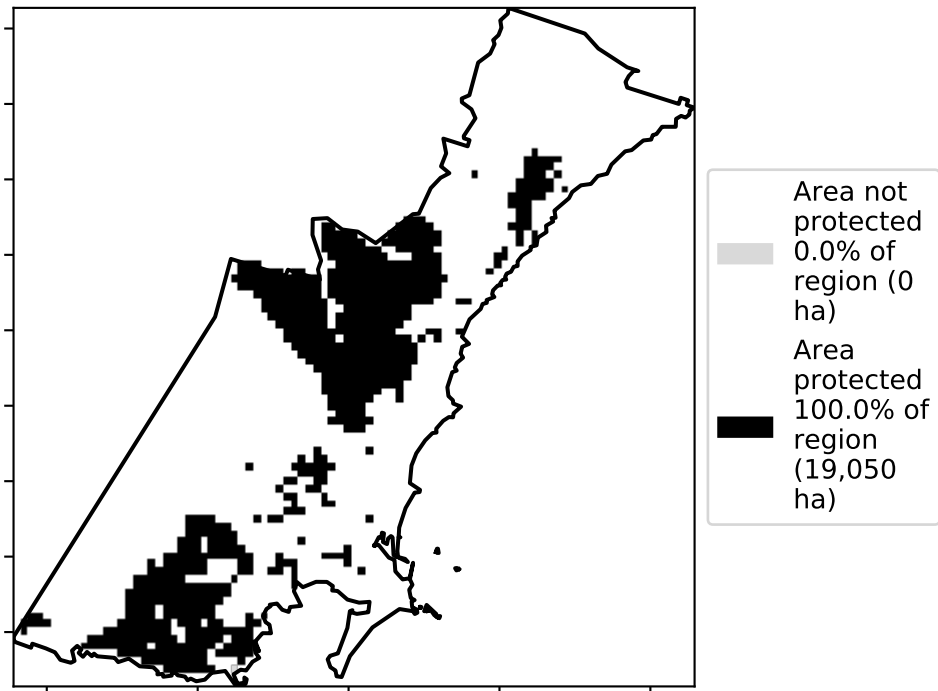 Area not
protected
0.0% of
region (0
ha)
Area
protected
100.0% of
region
(19,050
ha)